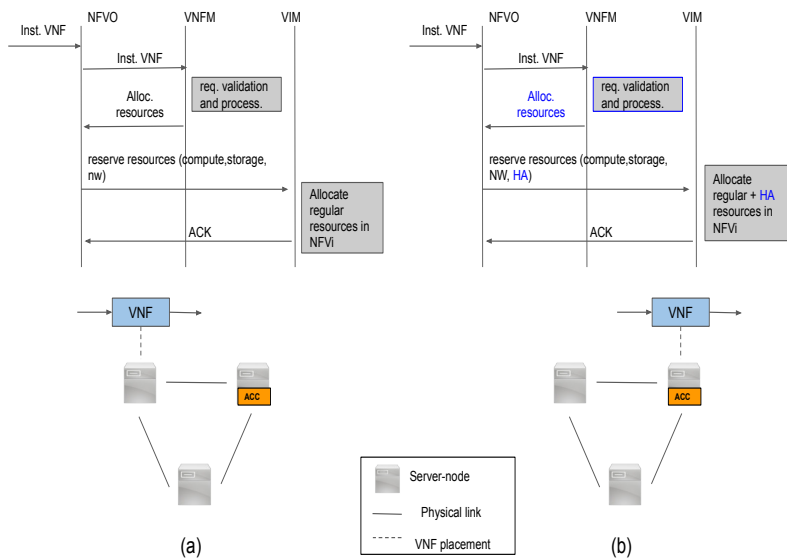 NFVO
VNFM
VIM
Inst. VNF
Inst. VNF
req. validation
and process.
Alloc.
resources
reserve resources (compute,storage,
nw)
Allocate
regular
resources in
NFVi
ACK
VNF
ACC
(a)
NFVO
VNFM
VIM
Inst. VNF
Inst. VNF
req. validation
and process.
Alloc.
resources
reserve resources (compute,storage,
NW, HA)
Allocate
regular + HA
resources in
NFVi
ACK
VNF
ACC
Server-node
Physical link
VNF placement
(b)